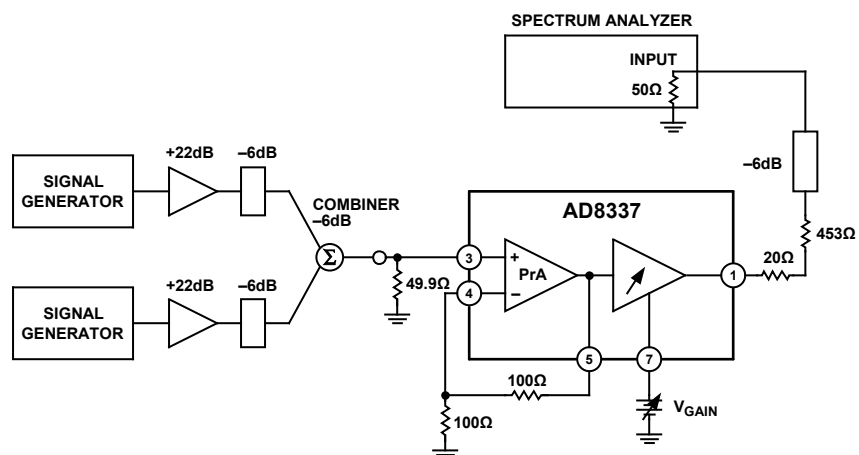 SPECTRUM ANALYZER
INPUT
50Ω
+22dB
–6dB
SIGNAL
GENERATOR
COMBINER
–6dB
Σ
49.9Ω
+22dB
–6dB
SIGNAL
GENERATOR
AD8337
3
4
+
–
PrA
5
7
1
100Ω
100Ω
VGAIN
20Ω
453Ω
–6dB